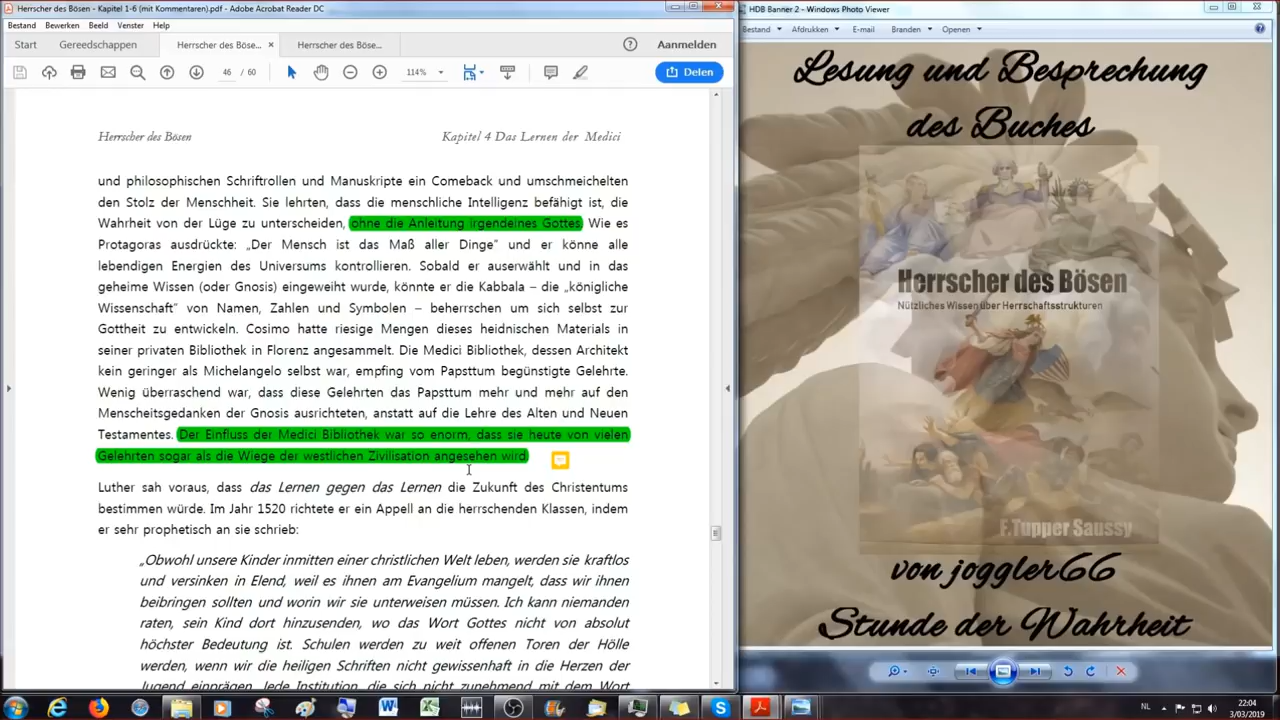 Herrscher des Bösen - Kapitel 1-6 (mit Kommentaren).pdf - Adobe Acrobat Reader DC
Bestand Bewerken Beeld Venster Help
Start Gereedschappen Herrscher des Böse... × Herrscher des Böse... Aanmelden
46 / 60 114% Delen
Herrscher des Bösen Kapitel 4 Das Lernen der Medici
und philosophischen Schriftrollen und Manuskripte ein Comeback und umschmeichelten
den Stolz der Menschheit. Sie lehrten, dass die menschliche Intelligenz befähigt ist, die
Wahrheit von der Lüge zu unterscheiden, ohne die Anleitung irgendeines Gottes. Wie es
Protagoras ausdrückte: „Der Mensch ist das Maß aller Dinge" und er könne alle
lebendigen Energien des Universums kontrollieren. Sobald er auserwählt und in das
geheime Wissen (oder Gnosis) eingeweiht wurde, könnte er die Kabbala – die „königliche
Wissenschaft" von Namen, Zahlen und Symbolen – beherrschen um sich selbst zur
Gottheit zu entwickeln. Cosimo hatte riesige Mengen dieses heidnischen Materials in
seiner privaten Bibliothek in Florenz angesammelt. Die Medici Bibliothek, dessen Architekt
kein geringer als Michelangelo selbst war, empfing vom Papsttum begünstigte Gelehrte.
Wenig überraschend war, dass diese Gelehrten das Papsttum mehr und mehr auf den
Menscheitsgedanken der Gnosis ausrichteten, anstatt auf die Lehre des Alten und Neuen
Testamentes. Der Einfluss der Medici Bibliothek war so enorm, dass sie heute von vielen
Gelehrten sogar als die Wiege der westlichen Zivilisation angesehen wird
Luther sah voraus, dass das Lernen gegen das Lernen die Zukunft des Christentums
bestimmen würde. Im Jahr 1520 richtete er ein Appell an die herrschenden Klassen, indem
er sehr prophetisch an sie schrieb:
„Obwohl unsere Kinder inmitten einer christlichen Welt leben, werden sie kraftlos
und versinken in Elend, weil es ihnen am Evangelium mangelt, dass wir ihnen
beibringen sollten und worin wir sie unterweisen müssen. Ich kann niemanden
raten, sein Kind dort hinzusenden, wo das Wort Gottes nicht von absolut
höchster Bedeutung ist. Schulen werden zu weit offenen Toren der Hölle
werden, wenn wir die heiligen Schriften nicht gewissenhaft in die Herzen der
Jugend einprägen. Jede Institution, die sich nicht zunehmend mit dem Wort
HDB Banner 2 - Windows Photo Viewer
Bestand Afdrukken E-mail Branden Openen
Lesung und Besprechung
des Buches
Herrscher des Bösen
Nützliches Wissen über Herrschaftsstrukturen
F.Tupper Saussy
von joggler66
Stunde der Wahrheit
NL 22:04
3/03/2019